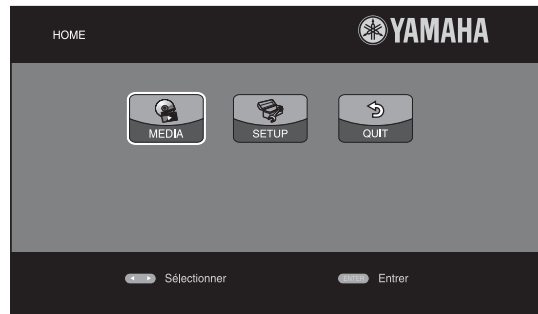 HOME
YAMAHA
MEDIA
SETUP
QUIT
Sélectionner
ENTER Entrer